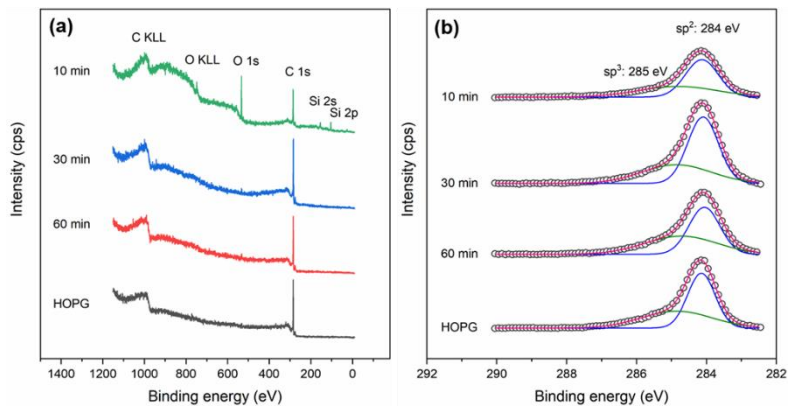 (a)
C KLL
O KLL
O 1s
C 1s
Si 2s
Si 2p
10 min
30 min
60 min
HOPG
Intensity (cps)
1400 1200 1000 800 600 400 200 0
Binding energy (eV)
(b)
sp²: 284 eV
sp³: 285 eV
10 min
30 min
60 min
HOPG
Intensity (cps)
292 290 288 286 284 282
Binding energy (eV)